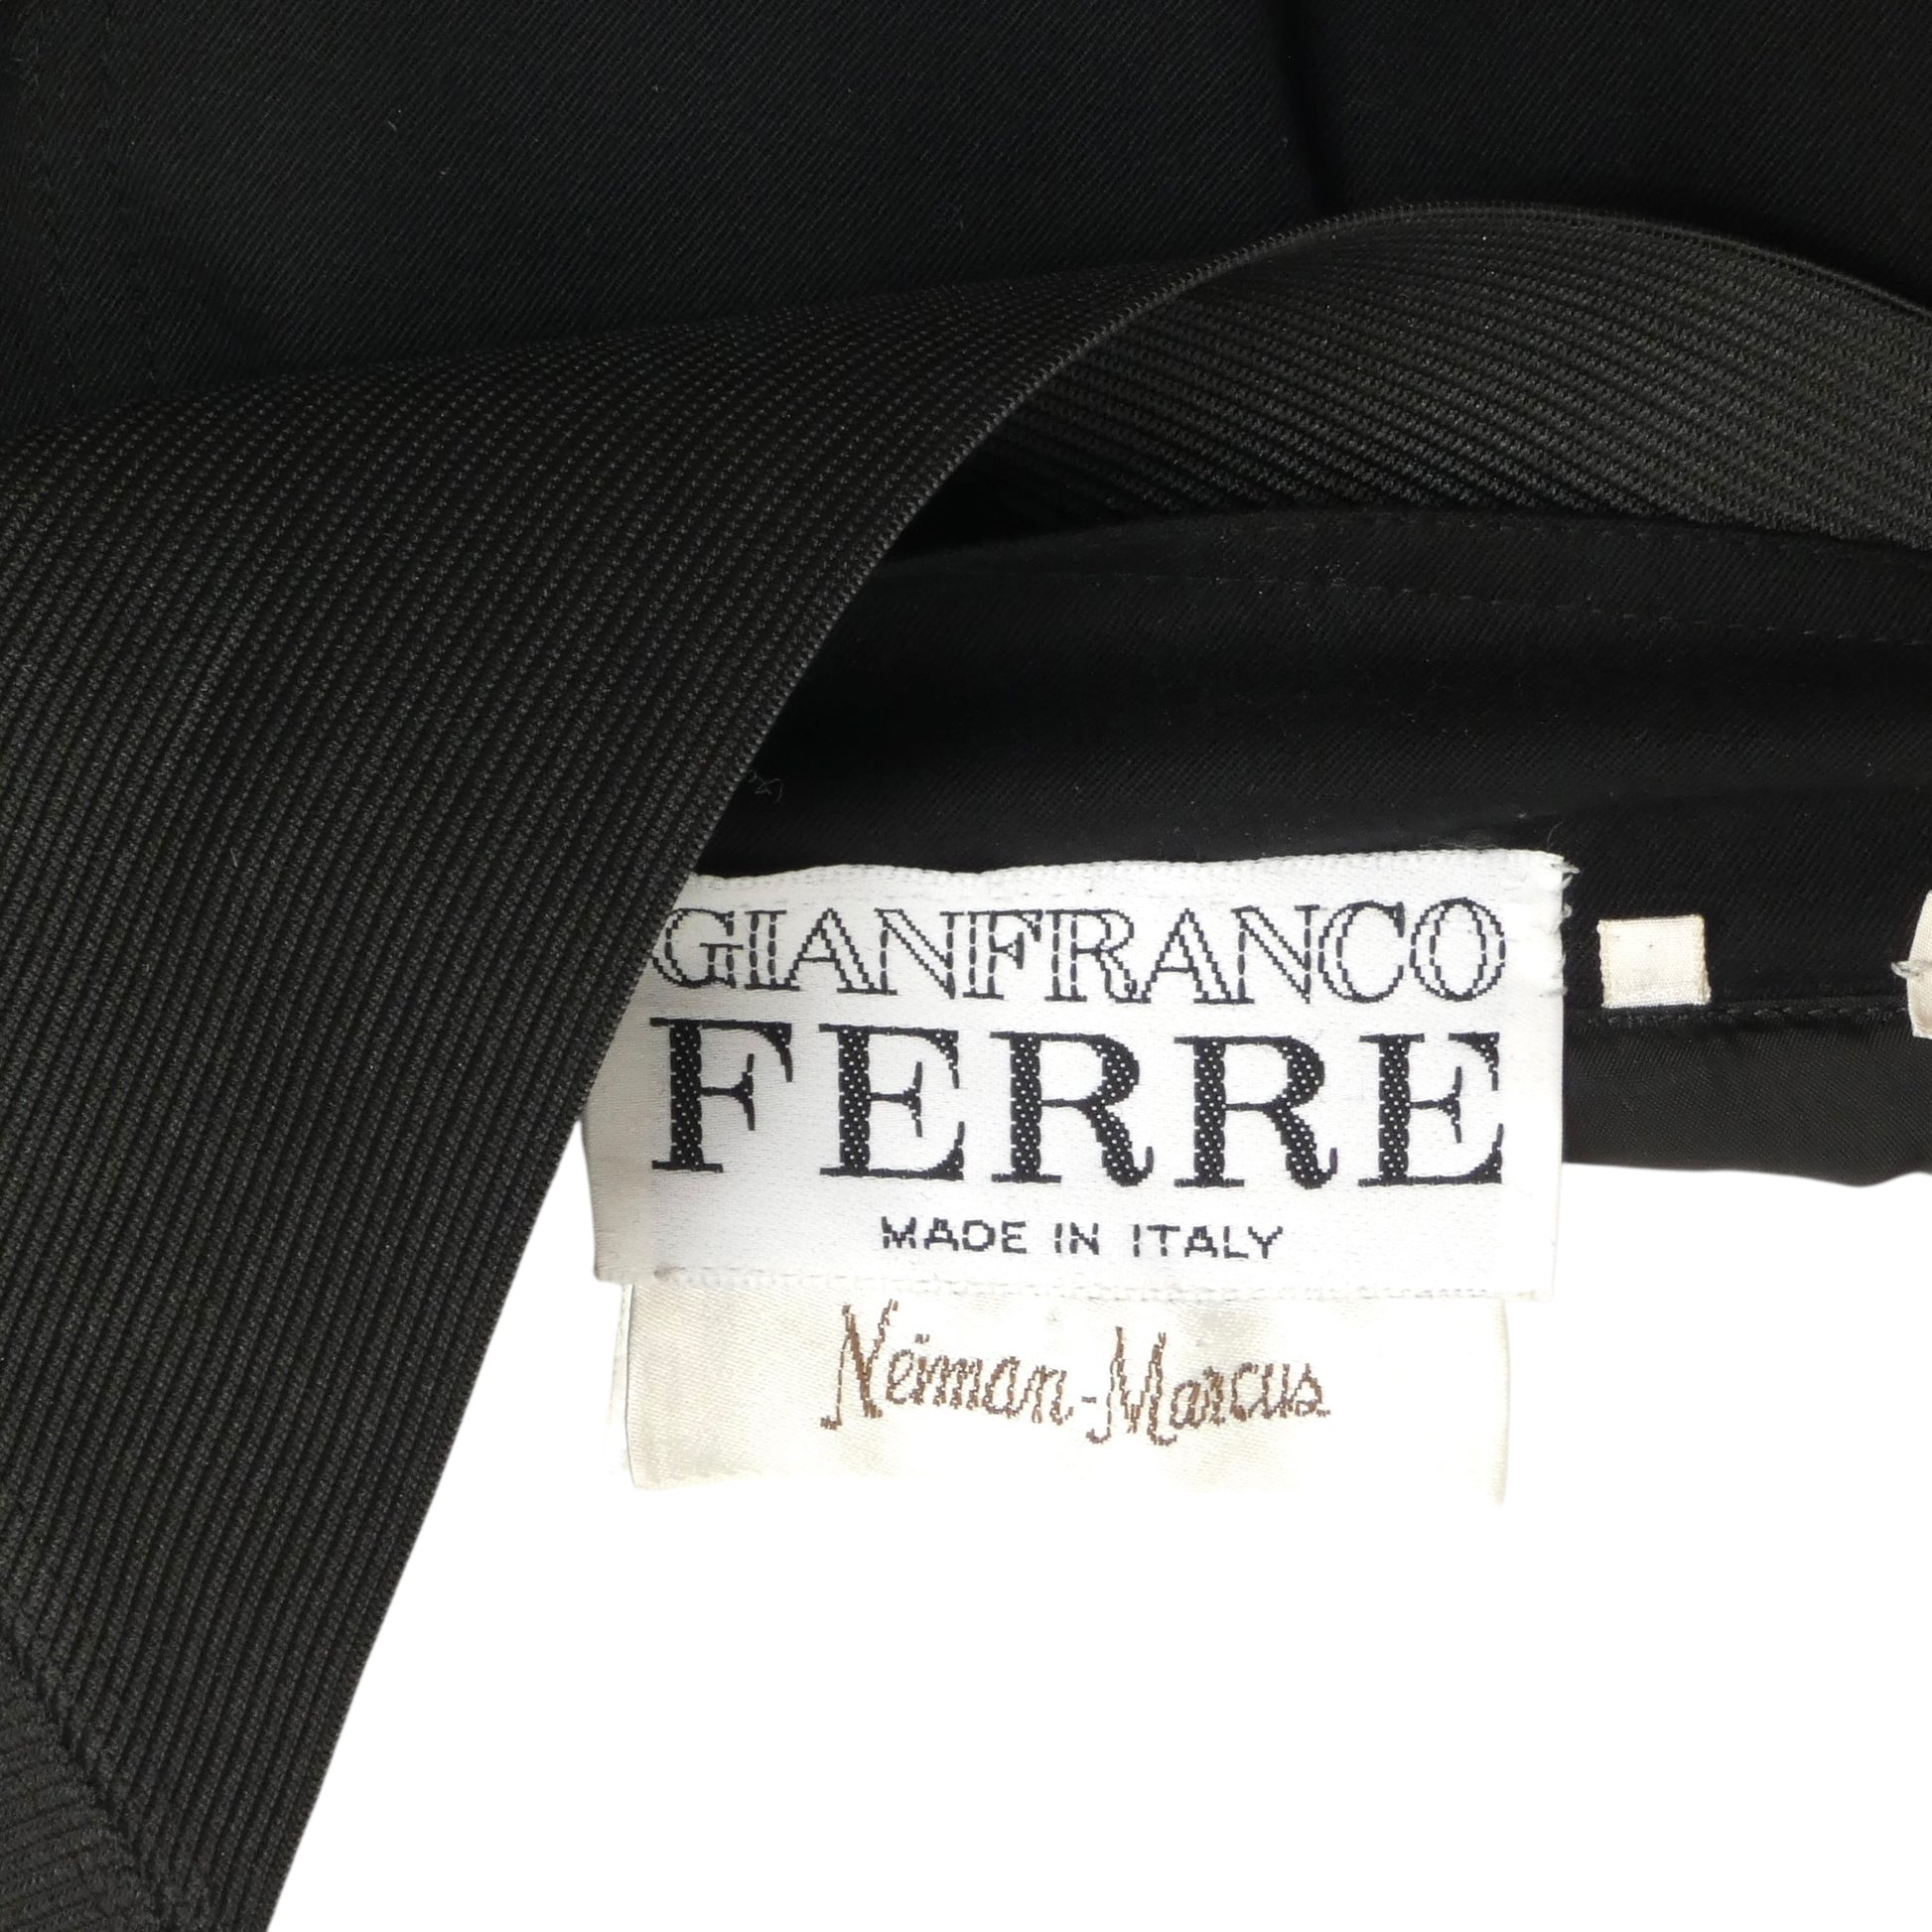 GIANFRANCO
FERRE
MADE IN ITALY
Neiman-Marcus